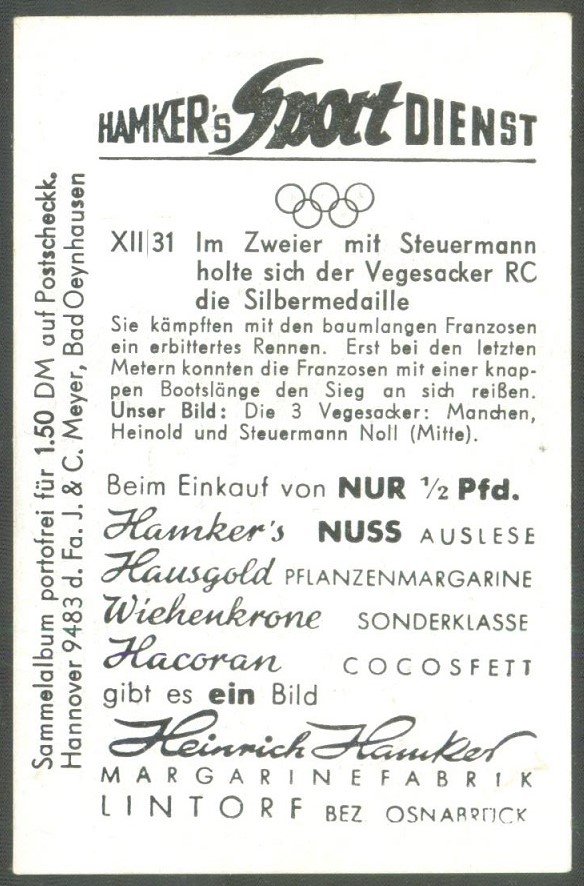 HAMKER's Sport DIENST
XII|31 Im Zweier mit Steuermann
holte sich der Vegesacker RC
die Silbermedaille
Sie kämpften mit den baumlangen Franzosen
ein erbittertes Rennen. Erst bei den letzten
Metern konnten die Franzosen mit einer knap-
pen Bootslänge den Sieg an sich reißen.
Unser Bild: Die 3 Vegesacker: Manchen,
Heinold und Steuermann Noll (Mitte).
Beim Einkauf von NUR ½ Pfd.
Hamker's NUSS AUSLESE
Hausgold PFLANZENMARGARINE
Wiehenkrone SONDERKLASSE
Hacoran COCOSFETT
gibt es ein Bild
Heinrich Hamker
MARGARINEFABRIK
LINTORF BEZ OSNABRÜCK
Sammelalbum portofrei für 1.50 DM auf Postscheckk.
Hannover 9483 d. Fa. J. & C. Meyer, Bad Oeynhausen